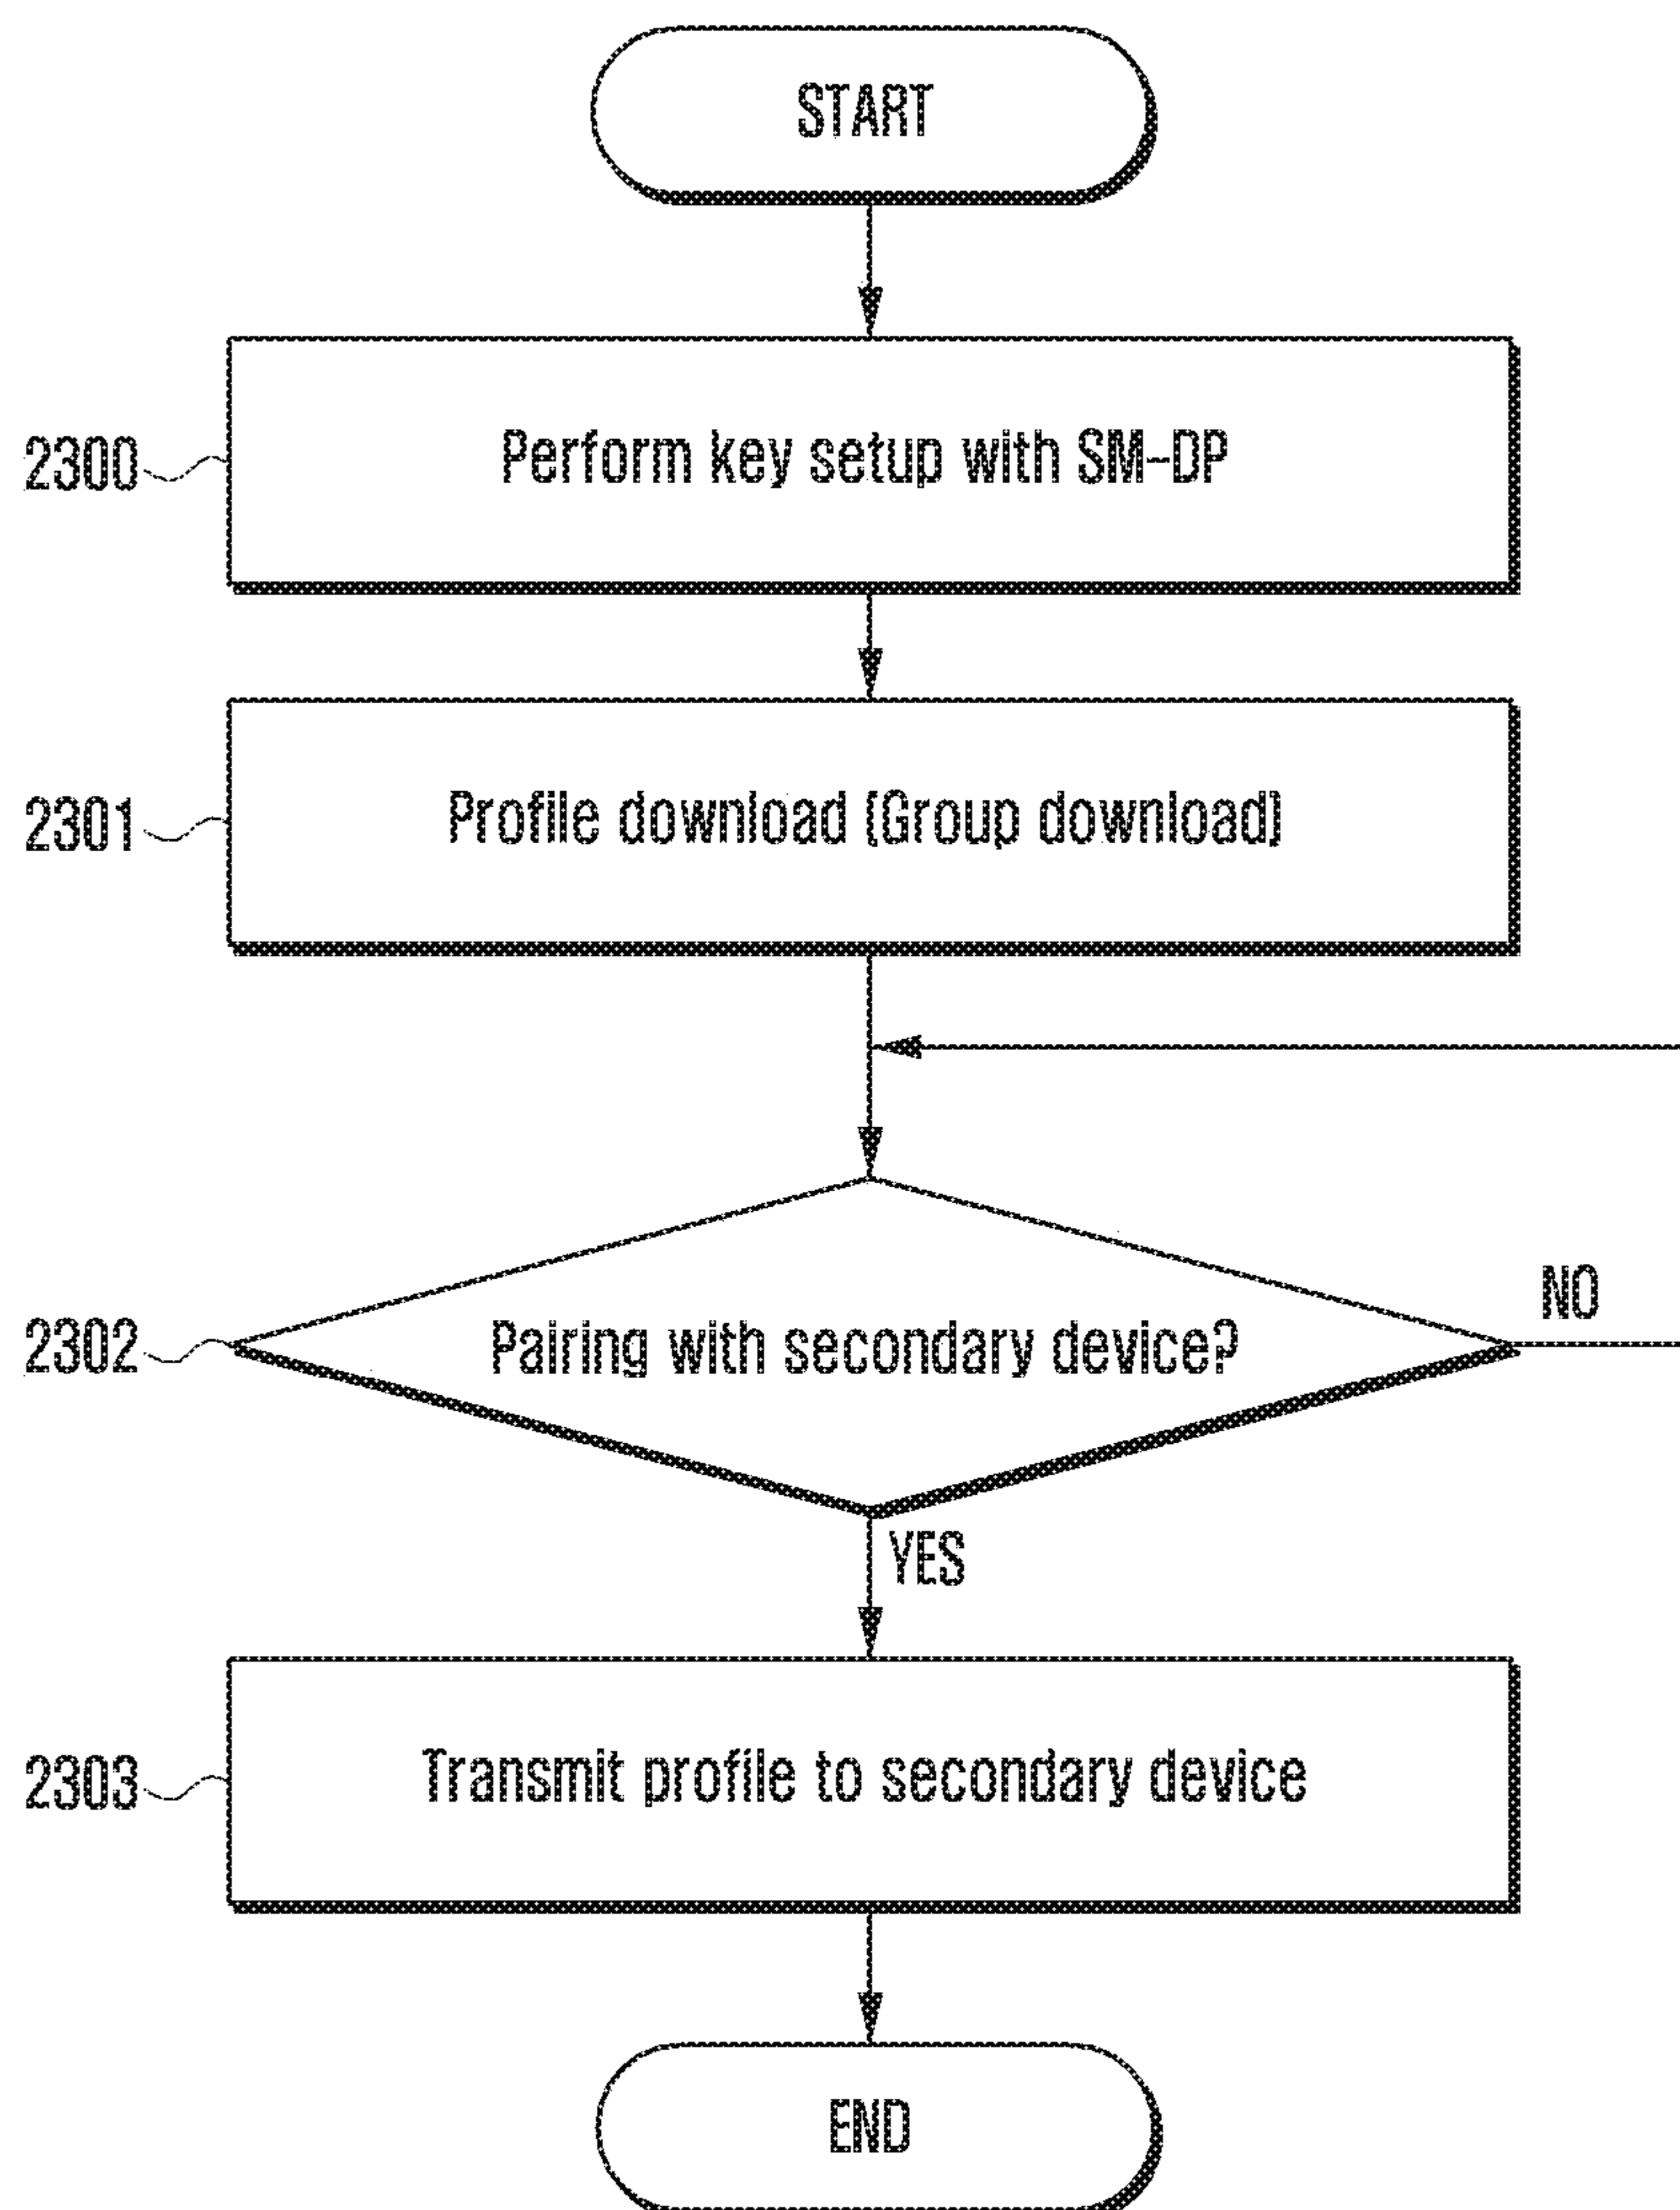 START
2300
Perform key setup with SM-DP
2301
Profile download (Group download)
2302
Pairing with secondary device?
NO
YES
2303
Transmit profile to secondary device
END